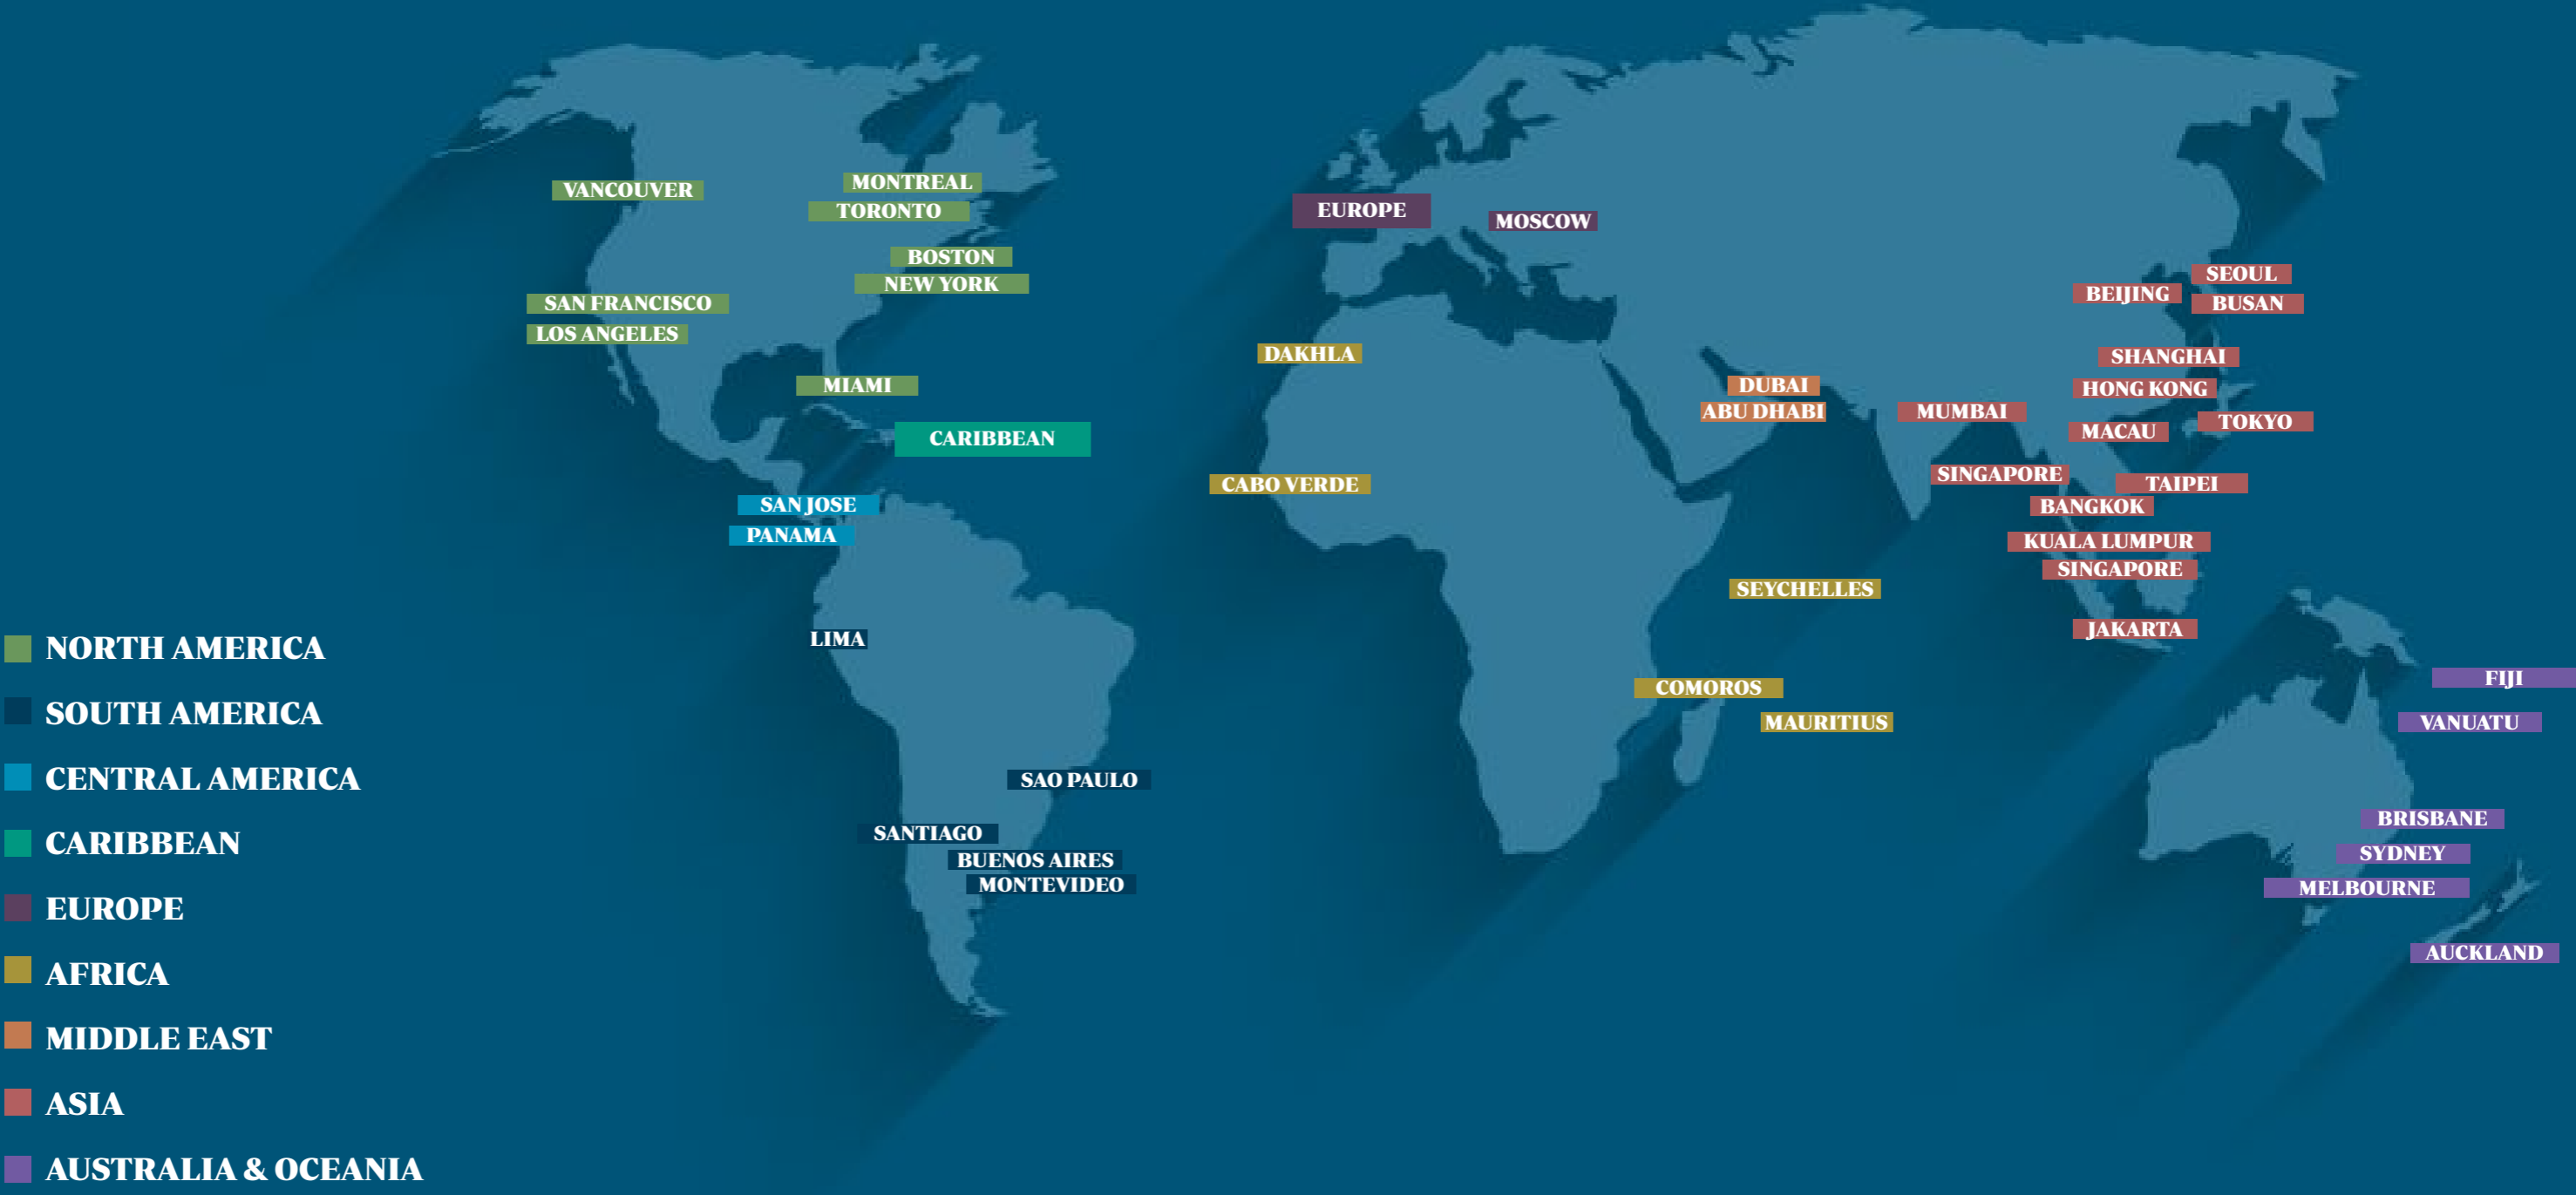 VANCOUVER
MONTREAL
TORONTO
BOSTON
NEW YORK
SAN FRANCISCO
LOS ANGELES
MIAMI
CARIBBEAN
SAN JOSE
PANAMA
LIMA
SAO PAULO
SANTIAGO
BUENOS AIRES
MONTEVIDEO
EUROPE
MOSCOW
DAKHLA
CABO VERDE
DUBAI
ABU DHABI
SEYCHELLES
COMOROS
MAURITIUS
SEOUL
BEIJING
BUSAN
SHANGHAI
HONG KONG
MUMBAI
TOKYO
MACAU
SINGAPORE
TAIPEI
BANGKOK
KUALA LUMPUR
SINGAPORE
JAKARTA
FIJI
VANUATU
BRISBANE
SYDNEY
MELBOURNE
AUCKLAND
NORTH AMERICA
SOUTH AMERICA
CENTRAL AMERICA
CARIBBEAN
EUROPE
AFRICA
MIDDLE EAST
ASIA
AUSTRALIA & OCEANIA